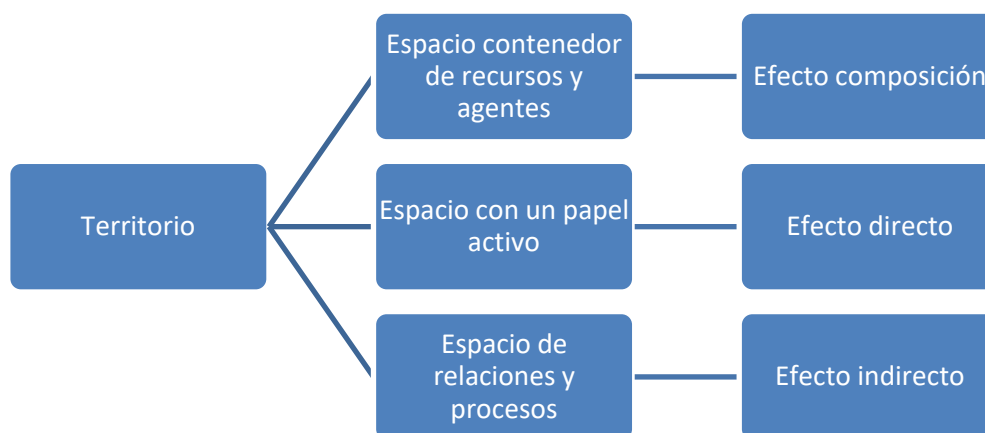 Espacio contenedor
de recursos y
agentes
Efecto composición
Territorio
Espacio con un papel
activo
Efecto directo
Espacio de
relaciones y
procesos
Efecto indirecto